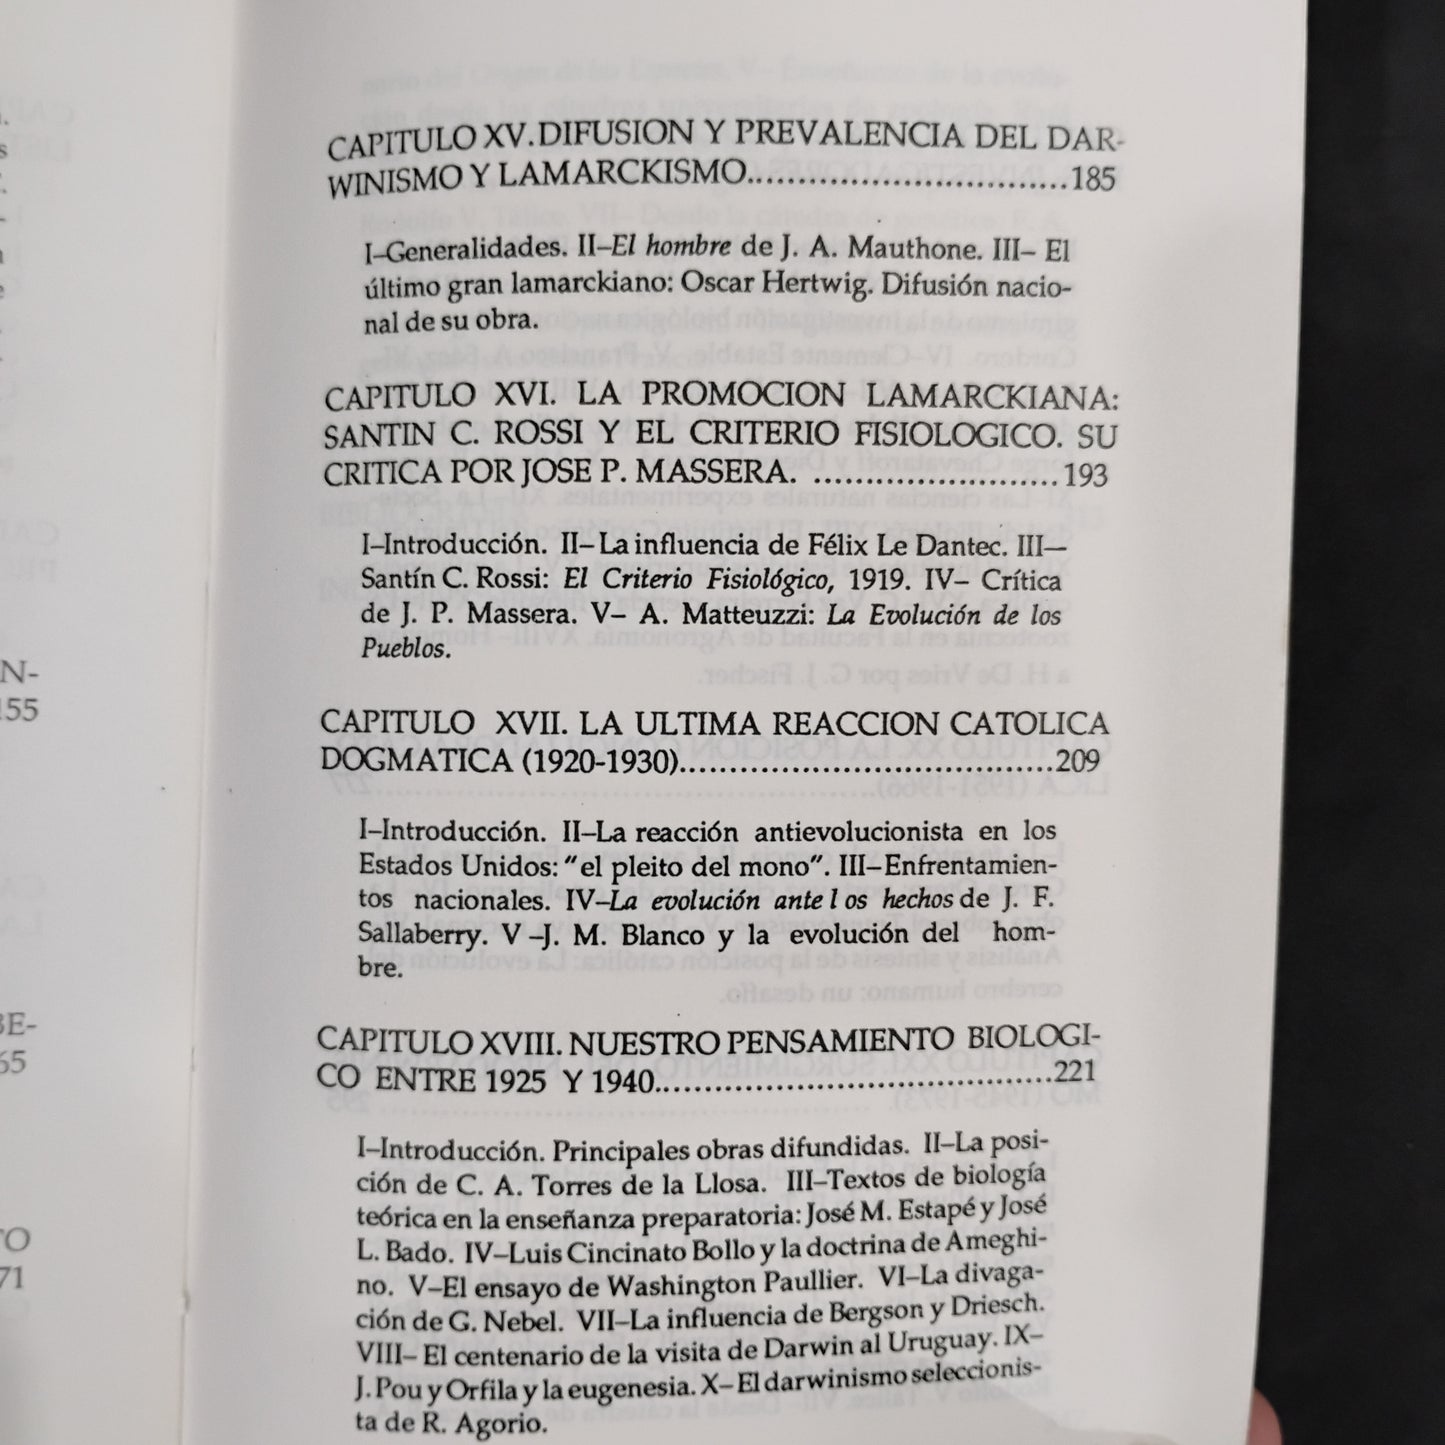 N-
155
BE-
65
TO
71
CAPITULO XV. DIFUSION Y PREVALENCIA DEL DAR-
WINISMO Y LAMARCKISMO..............................185
I–Generalidades. II–El hombre de J. A. Mauthone. III– El
último gran lamarckiano: Oscar Hertwig. Difusión nacio-
nal de su obra.
CAPITULO XVI. LA PROMOCION LAMARCKIANA:
SANTIN C. ROSSI Y EL CRITERIO FISIOLOGICO. SU
CRITICA POR JOSE P. MASSERA. ........................193
I–Introducción. II– La influencia de Félix Le Dantec. III—
Santín C. Rossi: El Criterio Fisiológico, 1919. IV– Crítica
de J. P. Massera. V– A. Matteuzzi: La Evolución de los
Pueblos.
CAPITULO XVII. LA ULTIMA REACCION CATOLICA
DOGMATICA (1920-1930)....................................209
I–Introducción. II–La reacción antievolucionista en los
Estados Unidos: “el pleito del mono”. III–Enfrentamien-
tos nacionales. IV–La evolución ante l os hechos de J. F.
Sallaberry. V –J. M. Blanco y la evolución del hom-
bre.
CAPITULO XVIII. NUESTRO PENSAMIENTO BIOLOGI-
CO ENTRE 1925 Y 1940......................................221
I–Introducción. Principales obras difundidas. II–La posi-
ción de C. A. Torres de la Llosa. III–Textos de biología
teórica en la enseñanza preparatoria: José M. Estapé y José
L. Bado. IV–Luis Cincinato Bollo y la doctrina de Ameghi-
no. V–El ensayo de Washington Paullier. VI–La divaga-
ción de G. Nebel. VII–La influencia de Bergson y Driesch.
VIII– El centenario de la visita de Darwin al Uruguay. IX–
J. Pou y Orfila y la eugenesia. X– El darwinismo seleccionis-
ta de R. Agorio.